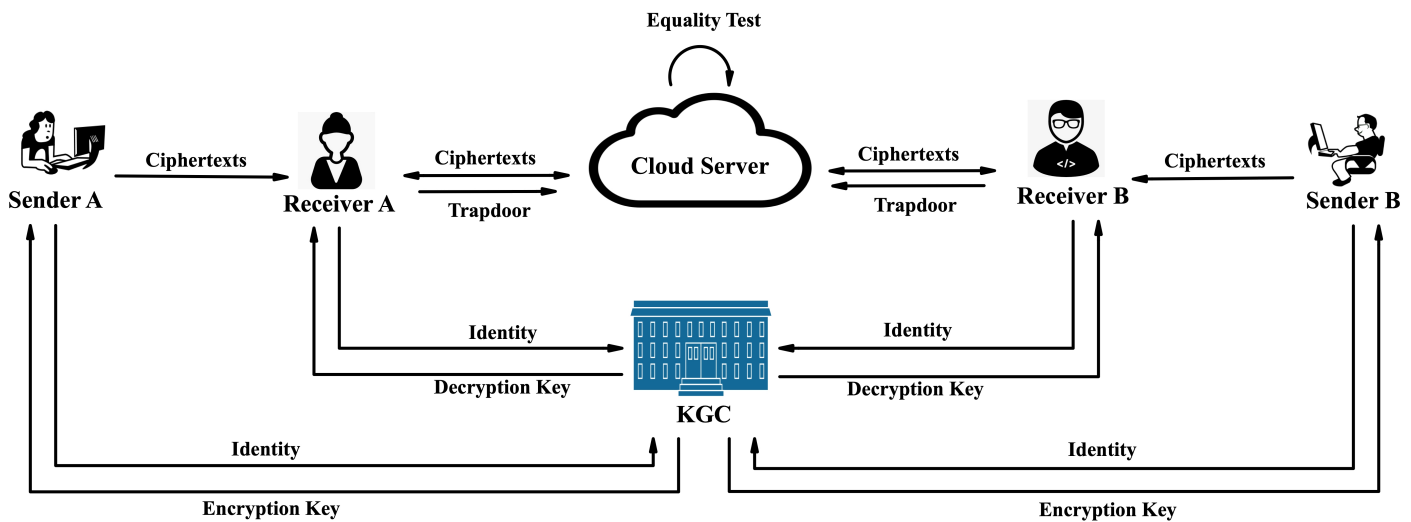 Equality Test
Ciphertexts
Ciphertexts
Cloud Server
Ciphertexts
Ciphertexts
Sender A
Receiver A
Trapdoor
Trapdoor
Receiver B
</>
Sender B
Identity
Identity
Decryption Key
Decryption Key
KGC
Identity
Identity
Encryption Key
Encryption Key